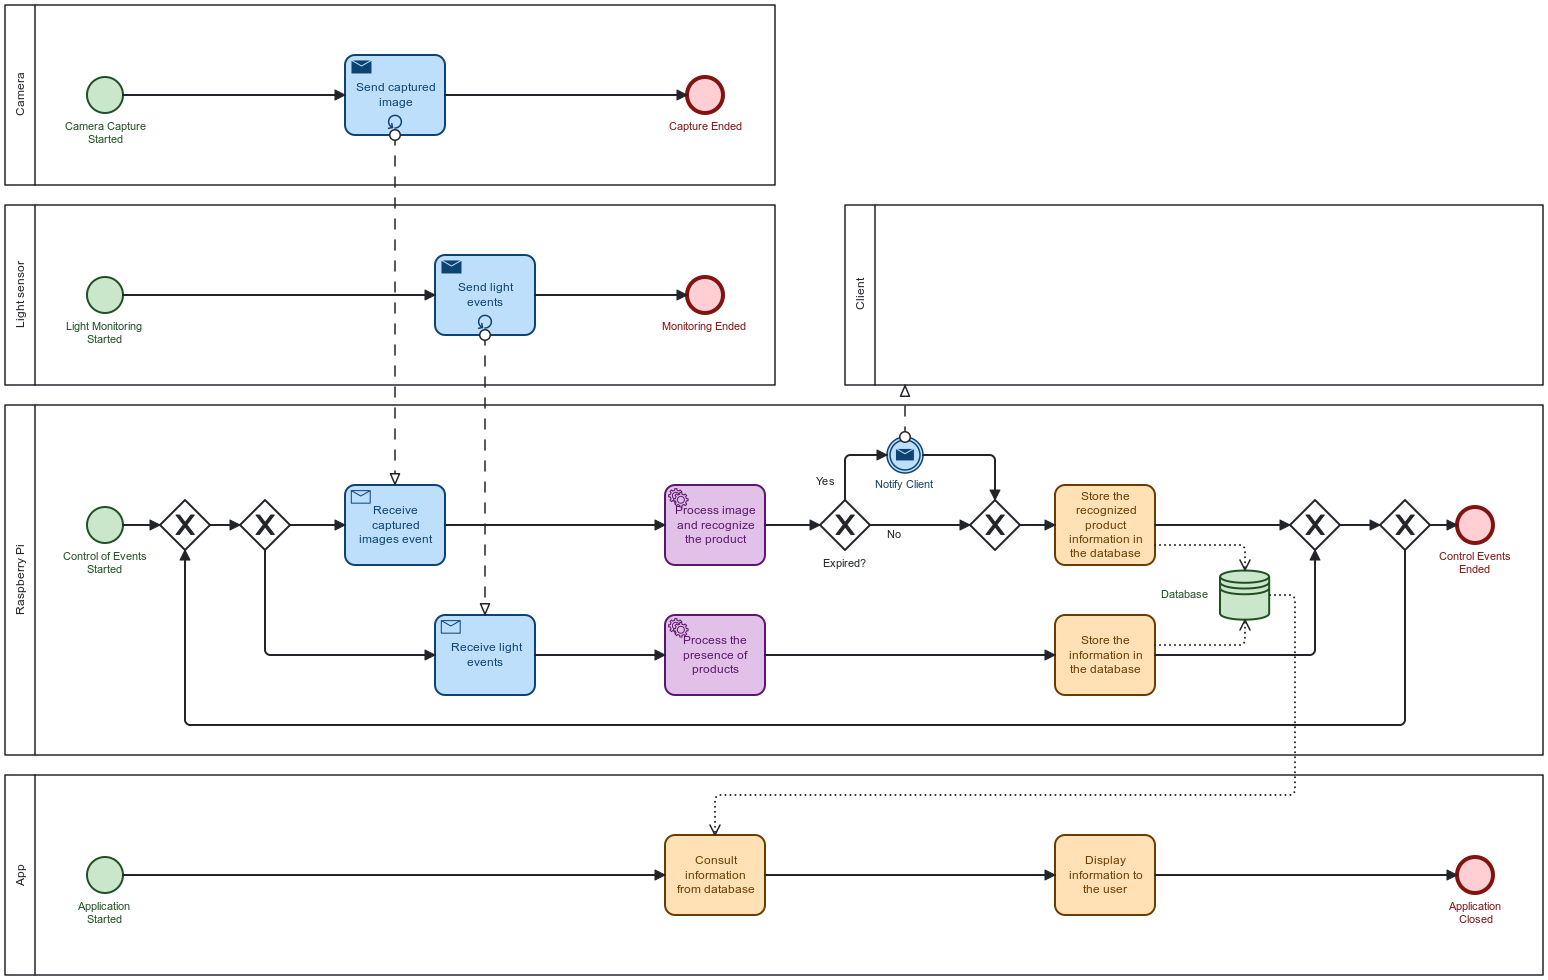 Camera
Camera Capture
Started
Send captured
image
Capture Ended
Light sensor
Light Monitoring
Started
Send light
events
Monitoring Ended
Client
Raspberry Pi
Control of Events
Started
Receive
captured
images event
Process image
and recognize
the product
Expired?
Yes
No
Notify Client
Store the
recognized
product
information in
the database
Database
Control Events
Ended
Receive light
events
Process the
presence of
products
Store the
information in
the database
App
Application
Started
Consult
information
from database
Display
information to
the user
Application
Closed